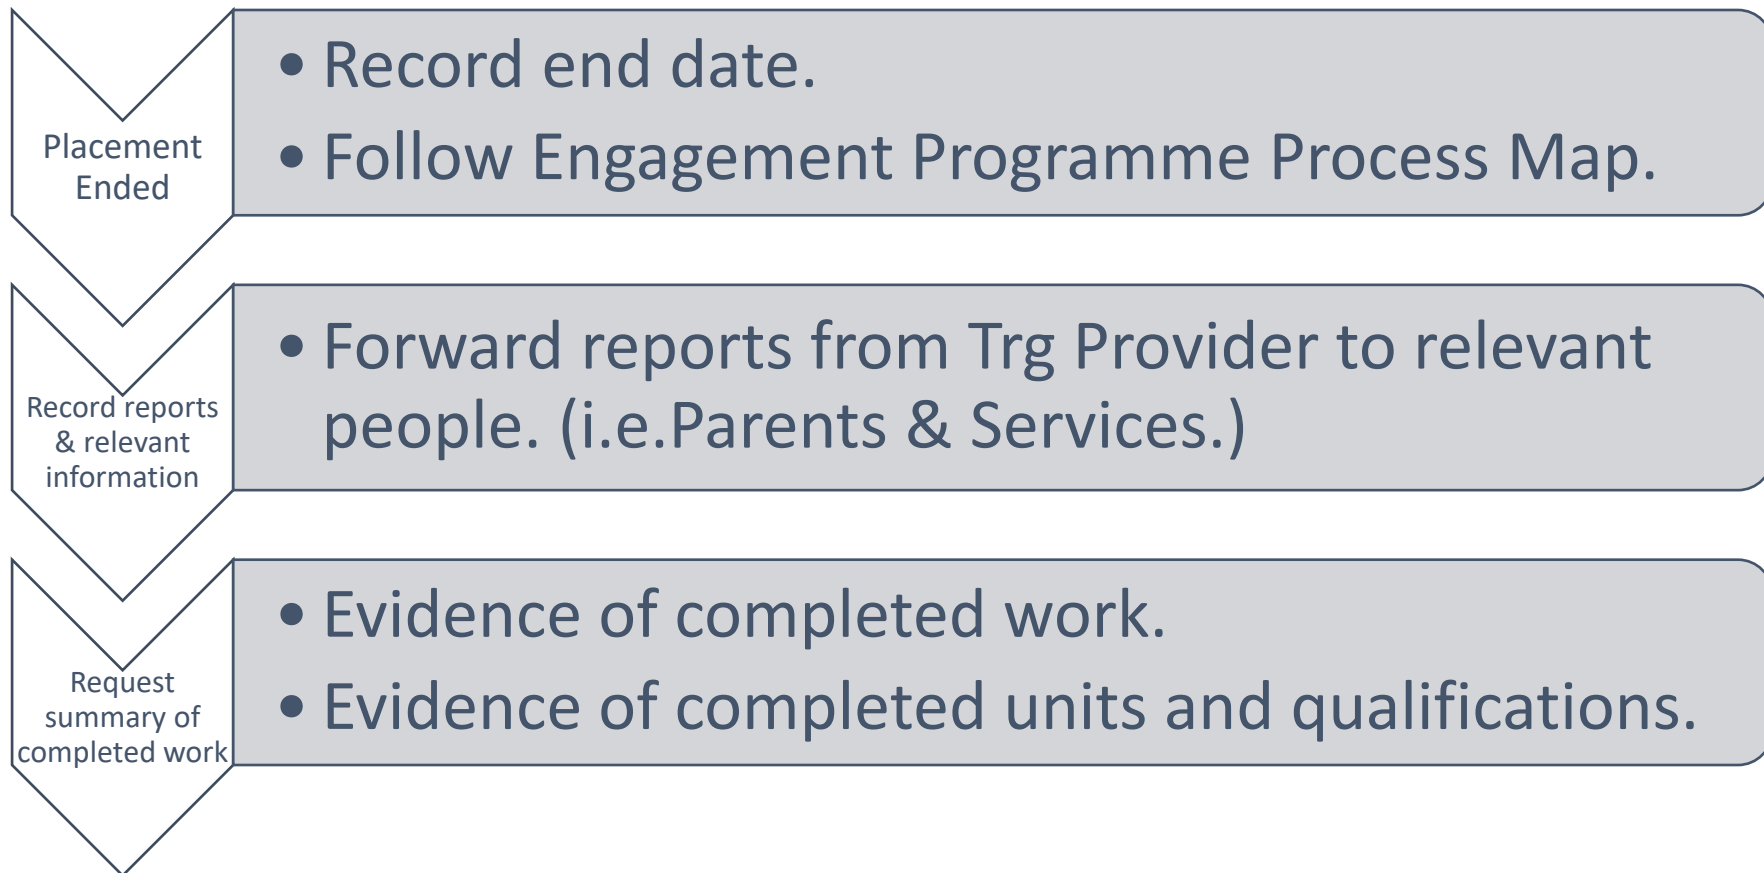 Placement
Ended
• Record end date.
• Follow Engagement Programme Process Map.
Record reports
& relevant
information
• Forward reports from Trg Provider to relevant
people. (i.e.Parents & Services.)
Request
summary of
completed work
• Evidence of completed work.
• Evidence of completed units and qualifications.